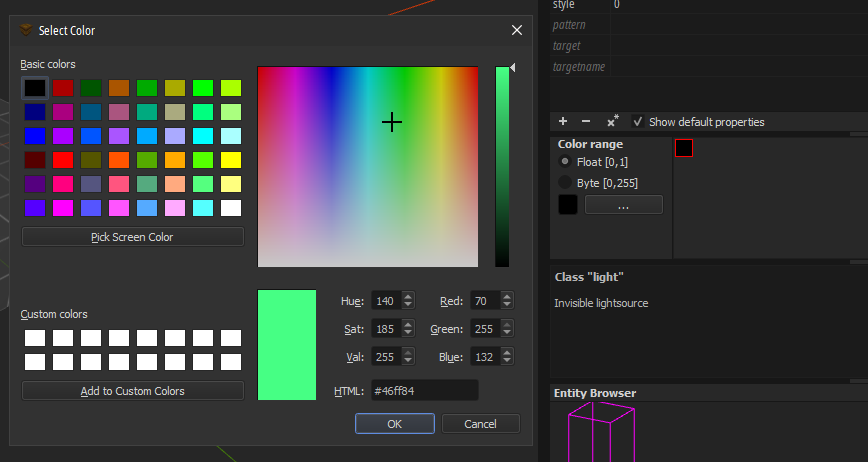 Select Color
Basic colors
Pick Screen Color
Custom colors
Add to Custom Colors
Hue: 140 Red: 70
Sat: 185 Green: 255
Val: 255 Blue: 132
HTML: #46ff84
OK Cancel
style 0
pattern
target
targetname
Show default properties
Color range
Float [0,1]
Byte [0,255]
...
Class "light"
Invisible lightsource
Entity Browser